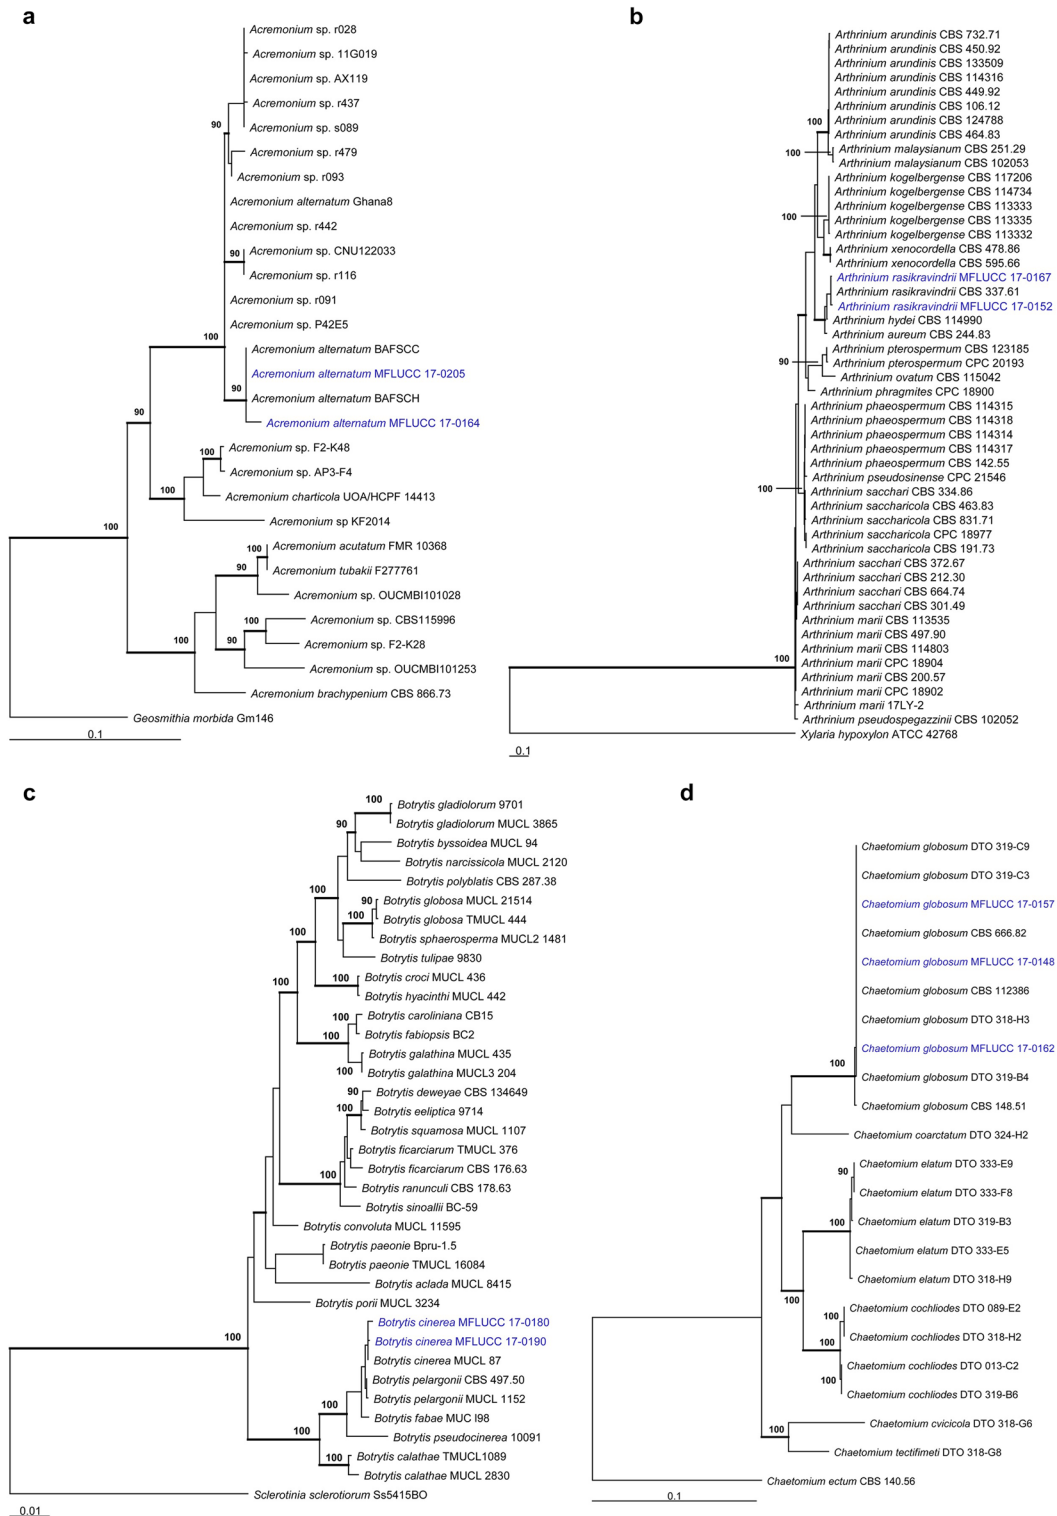 a
Acremonium sp. r028
Acremonium sp. 11G019
Acremonium sp. AX119
Acremonium sp. r437
Acremonium sp. s089
90
Acremonium sp. r479
Acremonium sp. r093
Acremonium alternatum Ghana8
Acremonium sp. r442
Acremonium sp. CNU122033
90
Acremonium sp. r116
Acremonium sp. r091
Acremonium sp. P42E5
100
Acremonium alternatum BAFSCC
Acremonium alternatum MFLUCC 17-0205
90
Acremonium alternatum BAFSCH
90
Acremonium alternatum MFLUCC 17-0164
Acremonium sp. F2-K48
100
Acremonium sp. AP3-F4
100
Acremonium charticola UOA/HCPF 14413
Acremonium sp KF2014
100
Acremonium acutatum FMR 10368
100
Acremonium tubakii F277761
90
Acremonium sp. OUCMBI101028
Acremonium sp. CBS115996
100
Acremonium sp. F2-K28
90
100
Acremonium sp. OUCMBI101253
Acremonium brachypenium CBS 866.73
Geosmithia morbida Gm146
0.1
b
Arthrinium arundinis CBS 732.71
Arthrinium arundinis CBS 450.92
Arthrinium arundinis CBS 133509
Arthrinium arundinis CBS 114316
Arthrinium arundinis CBS 449.92
Arthrinium arundinis CBS 106.12
Arthrinium arundinis CBS 124788
100
Arthrinium arundinis CBS 464.83
Arthrinium malaysianum CBS 251.29
100
Arthrinium malaysianum CBS 102053
Arthrinium kogelbergense CBS 117206
Arthrinium kogelbergense CBS 114734
Arthrinium kogelbergense CBS 113333
100
Arthrinium kogelbergense CBS 113335
Arthrinium kogelbergense CBS 113332
Arthrinium xenocordella CBS 478.86
Arthrinium xenocordella CBS 595.66
Arthrinium rasikravindrii MFLUCC 17-0167
Arthrinium rasikravindrii CBS 337.61
Arthrinium rasikravindrii MFLUCC 17-0152
Arthrinium hydei CBS 114990
Arthrinium aureum CBS 244.83
Arthrinium pterospermum CBS 123185
90
Arthrinium pterospermum CPC 20193
Arthrinium ovatum CBS 115042
Arthrinium phragmites CPC 18900
Arthrinium phaeospermum CBS 114315
Arthrinium phaeospermum CBS 114318
Arthrinium phaeospermum CBS 114314
Arthrinium phaeospermum CBS 114317
Arthrinium phaeospermum CBS 142.55
Arthrinium pseudosinense CPC 21546
100
Arthrinium sacchari CBS 334.86
Arthrinium saccharicola CBS 463.83
Arthrinium saccharicola CBS 831.71
Arthrinium saccharicola CPC 18977
Arthrinium saccharicola CBS 191.73
Arthrinium sacchari CBS 372.67
Arthrinium sacchari CBS 212.30
Arthrinium sacchari CBS 664.74
Arthrinium sacchari CBS 301.49
Arthrinium marii CBS 113535
Arthrinium marii CBS 497.90
Arthrinium marii CBS 114803
100
Arthrinium marii CPC 18904
Arthrinium marii CBS 200.57
Arthrinium marii CPC 18902
Arthrinium marii 17LY-2
Arthrinium pseudospegazzinii CBS 102052
Xylaria hypoxylon ATCC 42768
0.1
c
100
Botrytis gladiolorum 9701
90
Botrytis gladiolorum MUCL 3865
Botrytis byssoidea MUCL 94
Botrytis narcissicola MUCL 2120
Botrytis polyblatis CBS 287.38
100
90
Botrytis globosa MUCL 21514
100
Botrytis globosa TMUCL 444
Botrytis sphaerosperma MUCL2 1481
100
Botrytis tulipae 9830
100
Botrytis croci MUCL 436
100
Botrytis hyacinthi MUCL 442
Botrytis caroliniana CB15
100
Botrytis fabiopsis BC2
Botrytis galathina MUCL 435
100
Botrytis galathina MUCL3 204
90
Botrytis deweyae CBS 134649
100
Botrytis eeliptica 9714
Botrytis squamosa MUCL 1107
Botrytis ficarciarum TMUCL 376
100
Botrytis ficarciarum CBS 176.63
Botrytis ranunculi CBS 178.63
Botrytis sinoallii BC-59
Botrytis convoluta MUCL 11595
Botrytis paeonie Bpru-1.5
Botrytis paeonie TMUCL 16084
Botrytis aclada MUCL 8415
Botrytis porii MUCL 3234
100
Botrytis cinerea MFLUCC 17-0180
Botrytis cinerea MFLUCC 17-0190
Botrytis cinerea MUCL 87
Botrytis pelargonii CBS 497.50
Botrytis pelargonii MUCL 1152
100
Botrytis fabae MUC l98
100
Botrytis pseudocinerea 10091
100
Botrytis calathae TMUCL1089
Botrytis calathae MUCL 2830
Sclerotinia sclerotiorum Ss5415BO
0.01
d
Chaetomium globosum DTO 319-C9
Chaetomium globosum DTO 319-C3
Chaetomium globosum MFLUCC 17-0157
Chaetomium globosum CBS 666.82
Chaetomium globosum MFLUCC 17-0148
Chaetomium globosum CBS 112386
Chaetomium globosum DTO 318-H3
Chaetomium globosum MFLUCC 17-0162
100
Chaetomium globosum DTO 319-B4
Chaetomium globosum CBS 148.51
Chaetomium coarctatum DTO 324-H2
Chaetomium elatum DTO 333-E9
90
Chaetomium elatum DTO 333-F8
100
Chaetomium elatum DTO 319-B3
Chaetomium elatum DTO 333-E5
Chaetomium elatum DTO 318-H9
100
Chaetomium cochliodes DTO 089-E2
Chaetomium cochliodes DTO 318-H2
100
Chaetomium cochliodes DTO 013-C2
100
Chaetomium cochliodes DTO 319-B6
Chaetomium cvicicola DTO 318-G6
100
Chaetomium tectifimeti DTO 318-G8
Chaetomium ectum CBS 140.56
0.1